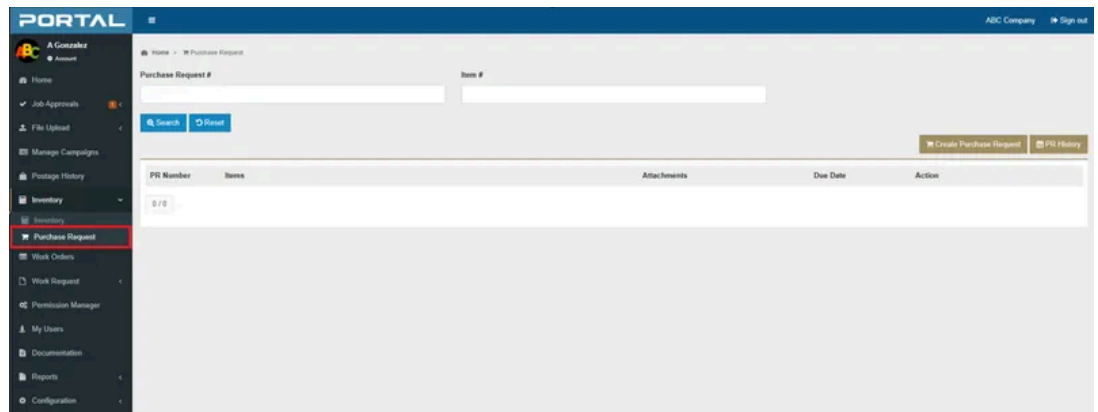 PORTAL
ABC Company
Sign out
ABC
A Gonzalez
Account
Home > Purchase Request
Home
Job Approvals
File Upload
Manage Campaigns
Postage History
Inventory
Inventory
Purchase Request
Work Orders
Work Request
Permission Manager
My Users
Documentation
Reports
Configuration
Purchase Request #
Item #
Search
Reset
Create Purchase Request
PR History
PR Number Items Attachments Due Date Action
0 / 0